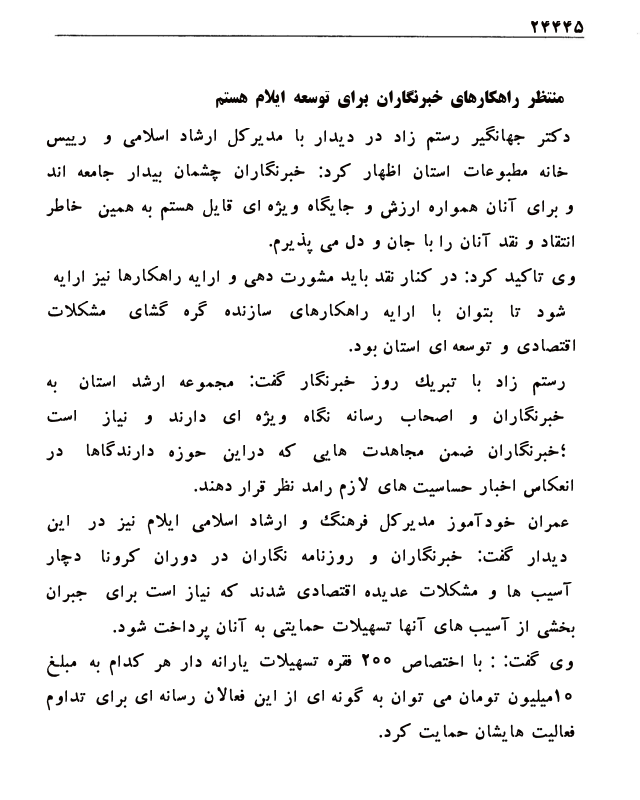 ۲۴۴۴۵
منتظر راهکارهای خبرنگاران برای توسعه ایلام هستم
دکتر جهانگیر رستم زاد در دیدار با مدیرکل ارشاد اسلامی و رییس
خانه مطبوعات استان اظهار کرد: خبرنگاران چشمان بیدار جامعه اند
و برای آنان همواره ارزش و جایگاه ویژه ای قایل هستم به همین خاطر
انتقاد و نقد آنان را با جان و دل می پذیرم.
وی تاکید کرد: در کنار نقد باید مشورت دهی و ارایه راهکارها نیز ارایه
شود تا بتوان با ارایه راهکارهای سازنده گره گشای مشکلات
اقتصادی و توسعه ای استان بود.
رستم زاد با تبریك روز خبرنگار گفت: مجموعه ارشد استان به
خبرنگاران و اصحاب رسانه نگاه ویژه ای دارند و نیاز است
؛خبرنگاران ضمن مجاهدت هایی که دراین حوزه دارندگاها در
انعکاس اخبار حساسیت های لازم رامد نظر قرار دهند.
عمران خودآموز مدیرکل فرهنگ و ارشاد اسلامی ایلام نیز در این
دیدار گفت: خبرنگاران و روزنامه نگاران در دوران کرونا دچار
آسیب ها و مشکلات عدیده اقتصادی شدند که نیاز است برای جبران
بخشی از آسیب های آنها تسهیلات حمایتی به آنان پرداخت شود.
وی گفت: : با اختصاص ۲۰۰ فقره تسهیلات یارانه دار هر کدام به مبلغ
۱۰میلیون تومان می توان به گونه ای از این فعالان رسانه ای برای تداوم
فعالیت هایشان حمایت کرد.